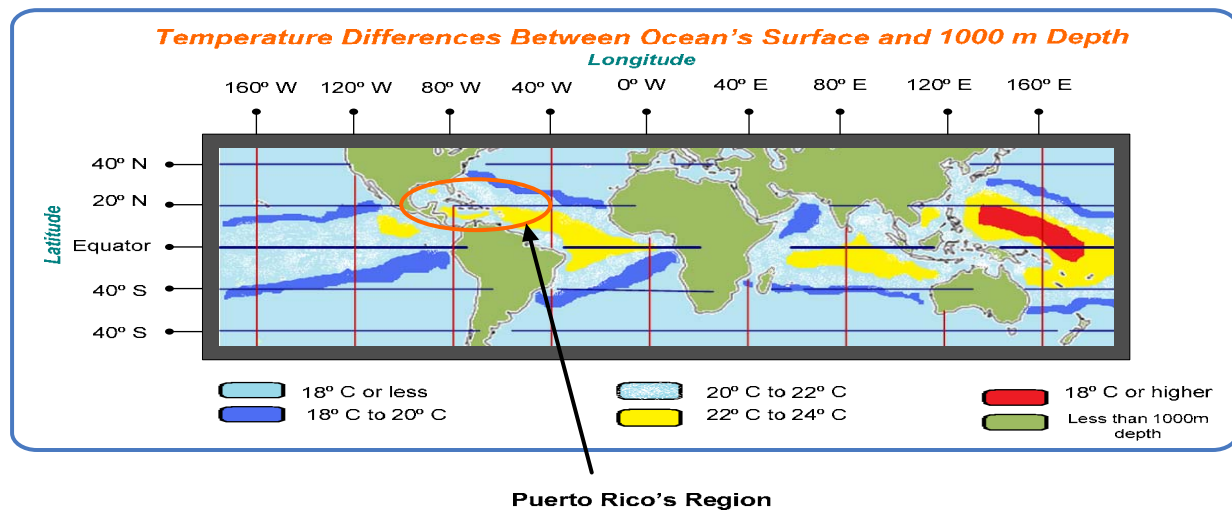 Temperature Differences Between Ocean's Surface and 1000 m Depth
Longitude
160º W 120º W 80º W 40º W 0º W 40º E 80º E 120º E 160º E
Latitude
40º N
20º N
Equator
40º S
40º S
18º C or less 20º C to 22º C 18º C or higher
18º C to 20º C 22º C to 24º C Less than 1000m
depth
Puerto Rico's Region